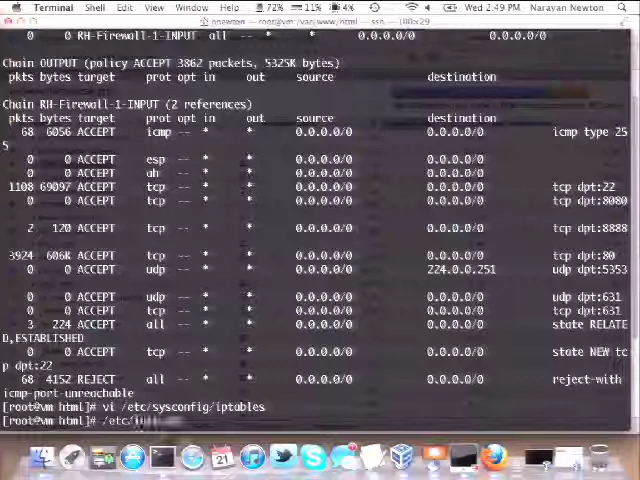 Terminal Shell Edit View Window Help 72% 11% 4% Wed 2:49 PM Narayan Newton
nnewton — root@vm:/var/www/html — ssh — 100x29
0 0 RH-Firewall-1-INPUT all -- * * 0.0.0.0/0 0.0.0.0/0
Chain OUTPUT (policy ACCEPT 3862 packets, 5325K bytes)
pkts bytes target prot opt in out source destination
Chain RH-Firewall-1-INPUT (2 references)
pkts bytes target prot opt in out source destination
68 6056 ACCEPT icmp -- * * 0.0.0.0/0 0.0.0.0/0 icmp type 25
5
0 0 ACCEPT esp -- * * 0.0.0.0/0 0.0.0.0/0
0 0 ACCEPT ah -- * * 0.0.0.0/0 0.0.0.0/0
1108 69097 ACCEPT tcp -- * * 0.0.0.0/0 0.0.0.0/0 tcp dpt:22
0 0 ACCEPT tcp -- * * 0.0.0.0/0 0.0.0.0/0 tcp dpt:8080
2 120 ACCEPT tcp -- * * 0.0.0.0/0 0.0.0.0/0 tcp dpt:8888
3924 606K ACCEPT tcp -- * * 0.0.0.0/0 0.0.0.0/0 tcp dpt:80
0 0 ACCEPT udp -- * * 0.0.0.0/0 224.0.0.251 udp dpt:5353
0 0 ACCEPT udp -- * * 0.0.0.0/0 0.0.0.0/0 udp dpt:631
0 0 ACCEPT tcp -- * * 0.0.0.0/0 0.0.0.0/0 tcp dpt:631
3 224 ACCEPT all -- * * 0.0.0.0/0 0.0.0.0/0 state RELATE
D,ESTABLISHED
0 0 ACCEPT tcp -- * * 0.0.0.0/0 0.0.0.0/0 state NEW tc
p dpt:22
68 4152 REJECT all -- * * 0.0.0.0/0 0.0.0.0/0 reject-with
icmp-port-unreachable
[root@vm html]# vi /etc/sysconfig/iptables
[root@vm html]# /etc/
21